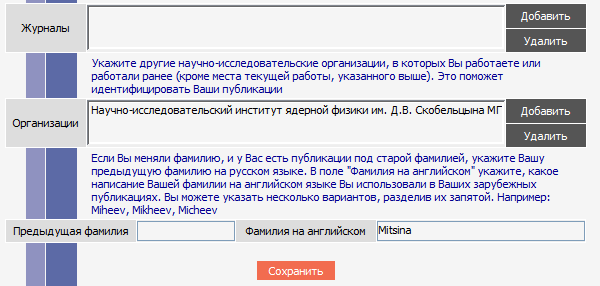 Журналы
Добавить
Удалить
Укажите другие научно-исследовательские организации, в которых Вы работаете или
работали ранее (кроме места текущей работы, указанного выше). Это поможет
идентифицировать Ваши публикации
Организации
Научно-исследовательский институт ядерной физики им. Д.В. Скобельцына МГ
Добавить
Удалить
Если Вы меняли фамилию, и у Вас есть публикации под старой фамилией, укажите Вашу
предыдущую фамилию на русском языке. В поле "Фамилия на английском" укажите, какое
написание Вашей фамилии на английском языке Вы использовали в Ваших зарубежных
публикациях. Вы можете указать несколько вариантов, разделив их запятой. Например:
Miheev, Mikheev, Micheev
Предыдущая фамилия
Фамилия на английском
Mitsina
Сохранить